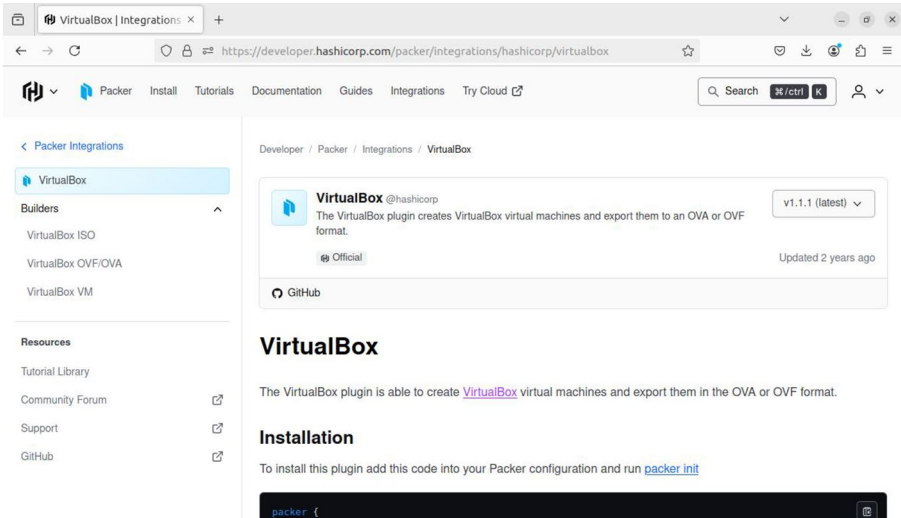 VirtualBox | Integrations
https://developer.hashicorp.com/packer/integrations/hashicorp/virtualbox
Packer Install Tutorials Documentation Guides Integrations Try Cloud Search ⌘/ctrl K
Packer Integrations
VirtualBox
Builders
VirtualBox ISO
VirtualBox OVF/OVA
VirtualBox VM
Resources
Tutorial Library
Community Forum
Support
GitHub
Developer / Packer / Integrations / VirtualBox
VirtualBox @hashicorp
v1.1.1 (latest)
The VirtualBox plugin creates VirtualBox virtual machines and export them to an OVA or OVF
format.
Official
Updated 2 years ago
GitHub
VirtualBox
The VirtualBox plugin is able to create VirtualBox virtual machines and export them in the OVA or OVF format.
Installation
To install this plugin add this code into your Packer configuration and run packer init
packer {